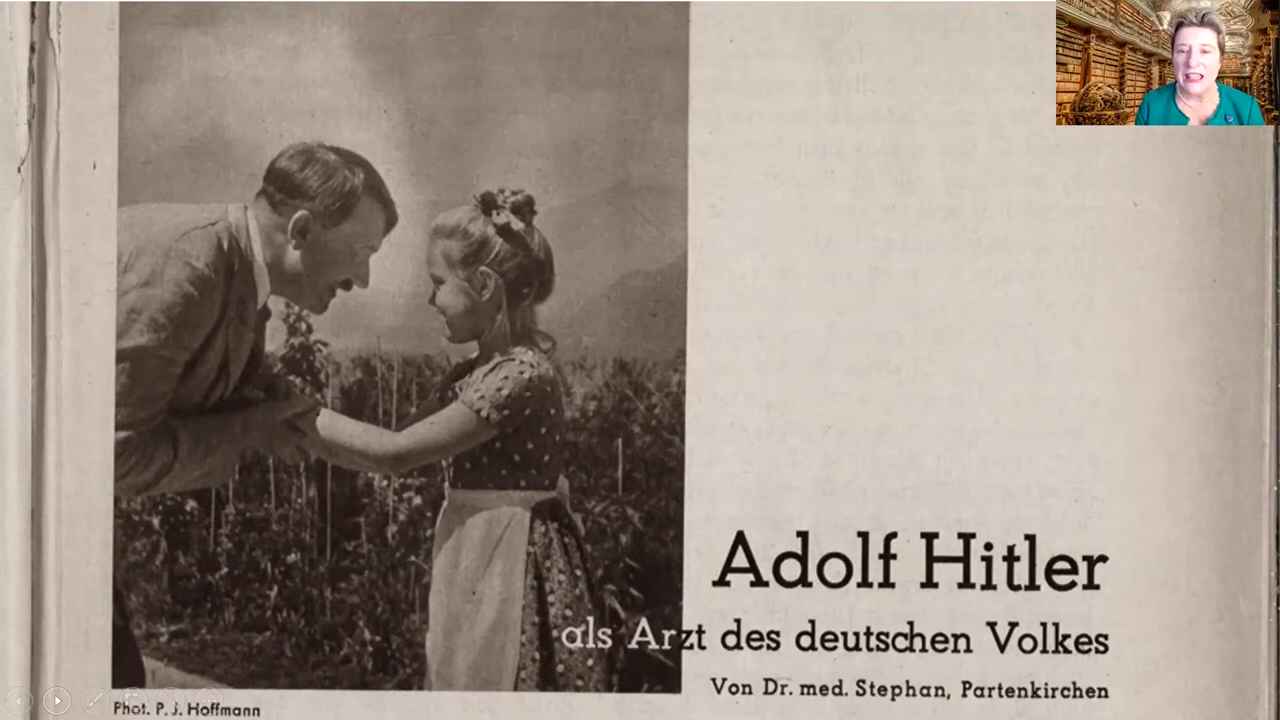 Adolf Hitler
als Arzt des deutschen Volkes
Von Dr. med. Stephan, Partenkirchen
Phot. P. J. Hoffmann